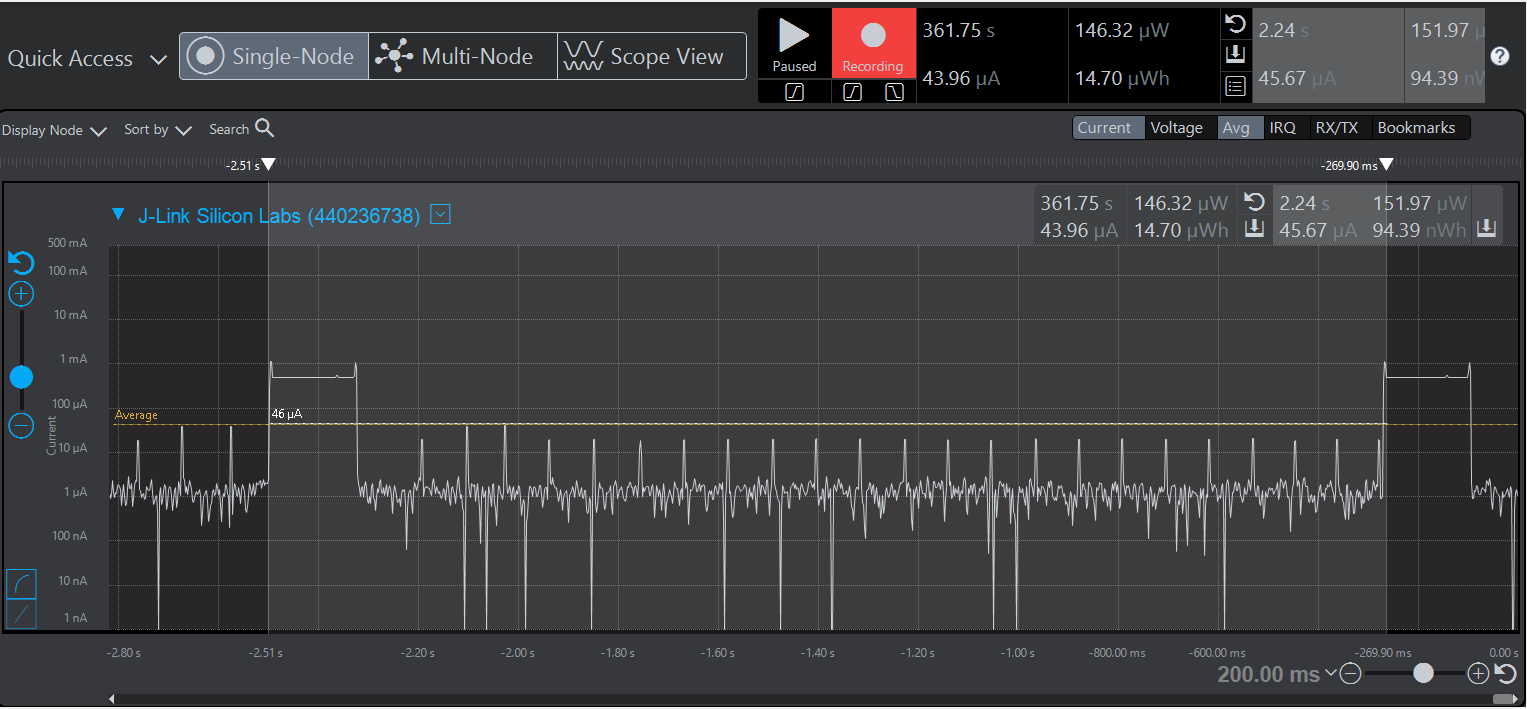 Quick Access
Single-Node
Multi-Node
Scope View
Paused
Recording
361.75 s
146.32 µW
43.96 µA
14.70 µWh
2.24 s
151.97 µ
45.67 µA
94.39 nW
Display Node
Sort by
Search
Current
Voltage
Avg
IRQ
RX/TX
Bookmarks
-2.51 s
-269.90 ms
J-Link Silicon Labs (440236738)
361.75 s
146.32 µW
2.24 s
151.97 µW
43.96 µA
14.70 µWh
45.67 µA
94.39 nWh
500 mA
100 mA
10 mA
1 mA
100 µA
10 µA
1 µA
100 nA
10 nA
1 nA
Current
Average
46 µA
-2.80 s
-2.51 s
-2.20 s
-2.00 s
-1.80 s
-1.60 s
-1.40 s
-1.20 s
-1.00 s
-800.00 ms
-600.00 ms
-269.90 ms
0.00 s
200.00 ms